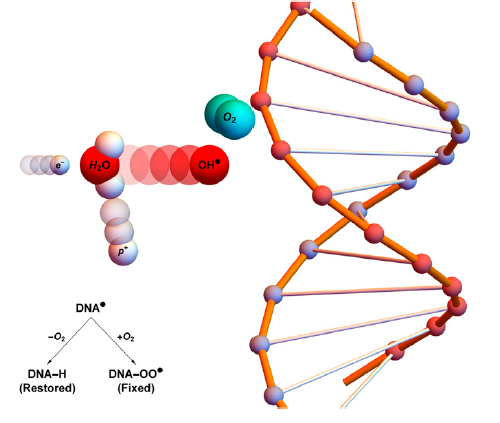 O₂
e⁻
H₂O
OH•
p⁺
DNA•
−O₂
+O₂
DNA–H
(Restored)
DNA–OO•
(Fixed)